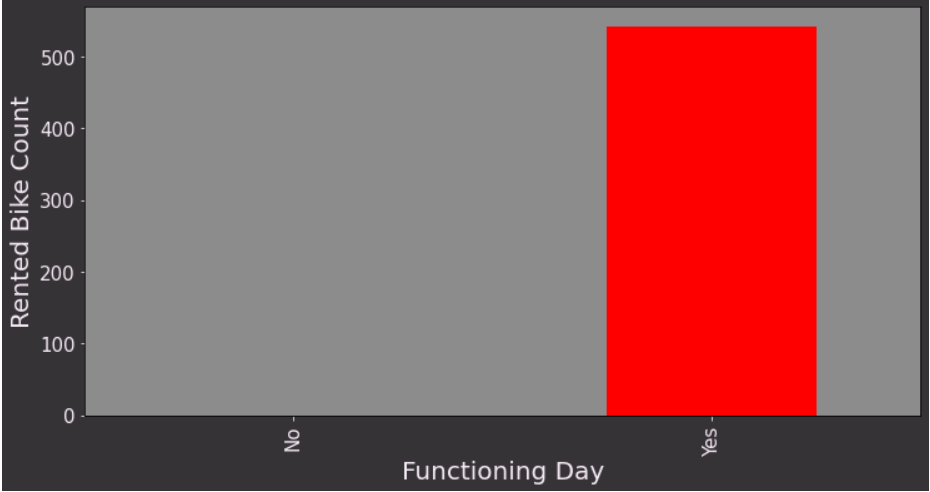 Rented Bike Count
500
400
300
200
100
0
No
Yes
Functioning Day